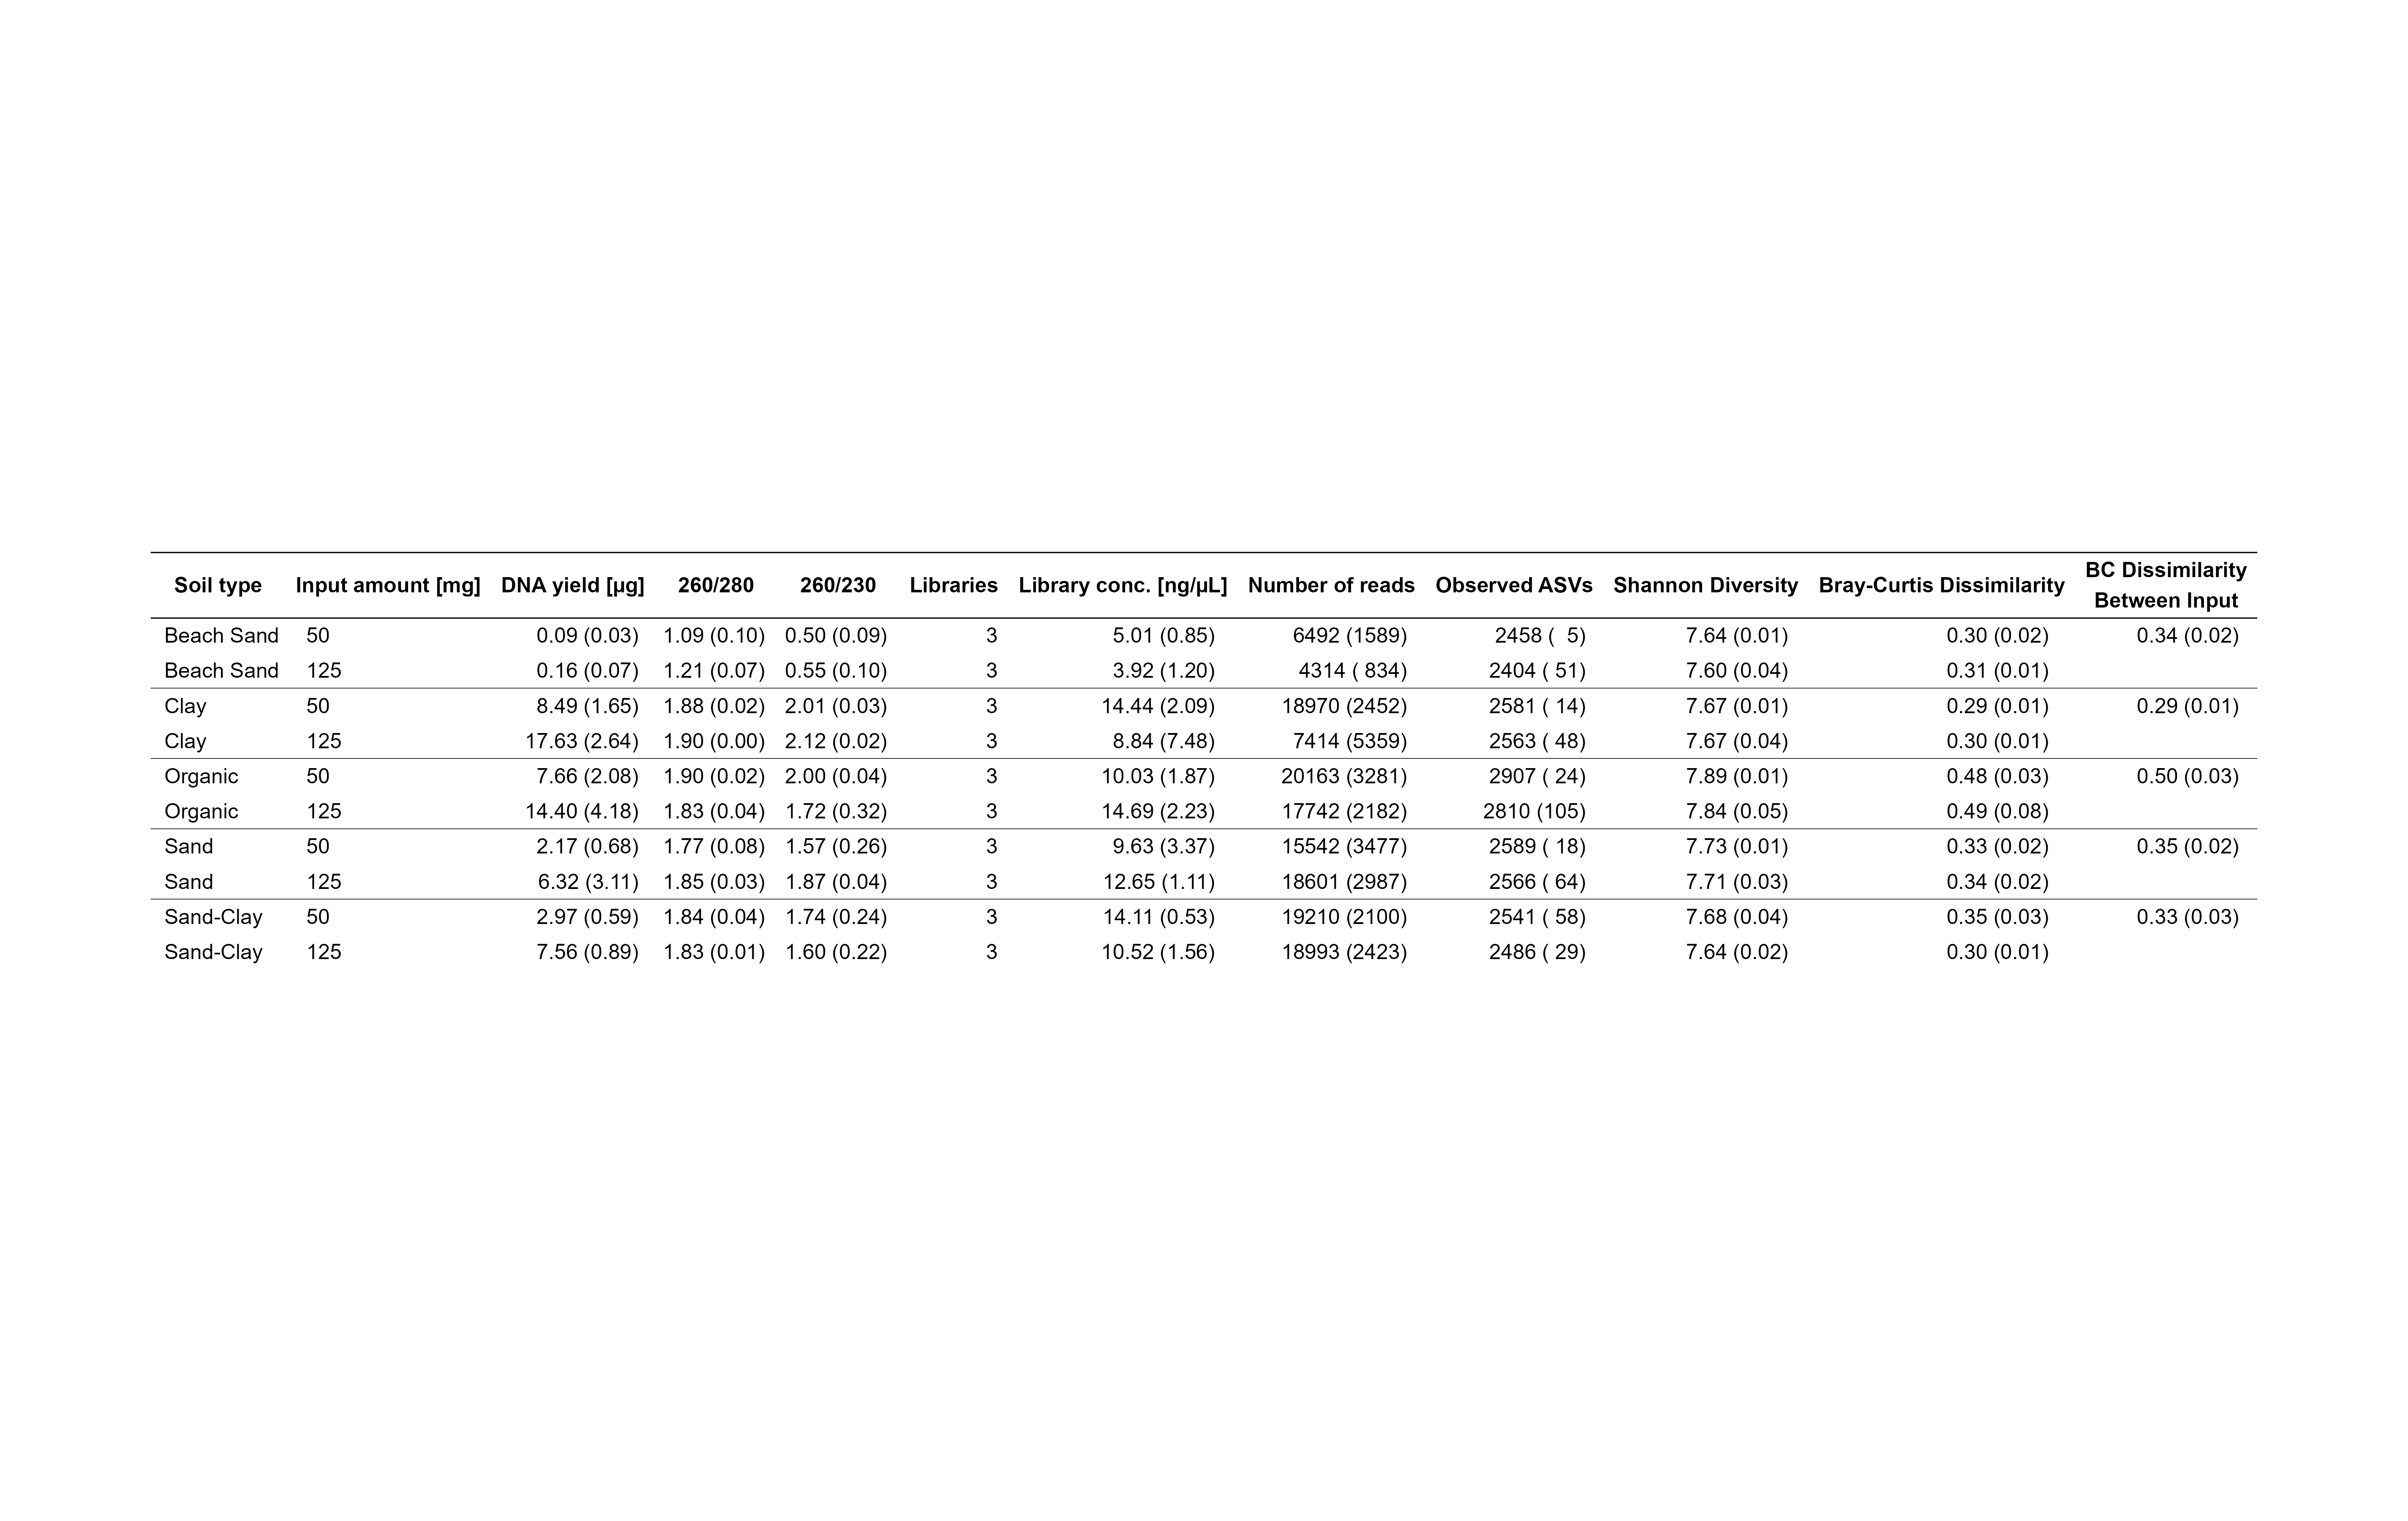 Soil type Input amount [mg] DNA yield [µg] 260/280 260/230 Libraries Library conc. [ng/µL] Number of reads Observed ASVs Shannon Diversity Bray-Curtis Dissimilarity BC Dissimilarity Between Input
Beach Sand 50 0.09 (0.03) 1.09 (0.10) 0.50 (0.09) 3 5.01 (0.85) 6492 (1589) 2458 ( 5) 7.64 (0.01) 0.30 (0.02) 0.34 (0.02)
Beach Sand 125 0.16 (0.07) 1.21 (0.07) 0.55 (0.10) 3 3.92 (1.20) 4314 ( 834) 2404 ( 51) 7.60 (0.04) 0.31 (0.01)
Clay 50 8.49 (1.65) 1.88 (0.02) 2.01 (0.03) 3 14.44 (2.09) 18970 (2452) 2581 ( 14) 7.67 (0.01) 0.29 (0.01) 0.29 (0.01)
Clay 125 17.63 (2.64) 1.90 (0.00) 2.12 (0.02) 3 8.84 (7.48) 7414 (5359) 2563 ( 48) 7.67 (0.04) 0.30 (0.01)
Organic 50 7.66 (2.08) 1.90 (0.02) 2.00 (0.04) 3 10.03 (1.87) 20163 (3281) 2907 ( 24) 7.89 (0.01) 0.48 (0.03) 0.50 (0.03)
Organic 125 14.40 (4.18) 1.83 (0.04) 1.72 (0.32) 3 14.69 (2.23) 17742 (2182) 2810 (105) 7.84 (0.05) 0.49 (0.08)
Sand 50 2.17 (0.68) 1.77 (0.08) 1.57 (0.26) 3 9.63 (3.37) 15542 (3477) 2589 ( 18) 7.73 (0.01) 0.33 (0.02) 0.35 (0.02)
Sand 125 6.32 (3.11) 1.85 (0.03) 1.87 (0.04) 3 12.65 (1.11) 18601 (2987) 2566 ( 64) 7.71 (0.03) 0.34 (0.02)
Sand-Clay 50 2.97 (0.59) 1.84 (0.04) 1.74 (0.24) 3 14.11 (0.53) 19210 (2100) 2541 ( 58) 7.68 (0.04) 0.35 (0.03) 0.33 (0.03)
Sand-Clay 125 7.56 (0.89) 1.83 (0.01) 1.60 (0.22) 3 10.52 (1.56) 18993 (2423) 2486 ( 29) 7.64 (0.02) 0.30 (0.01)